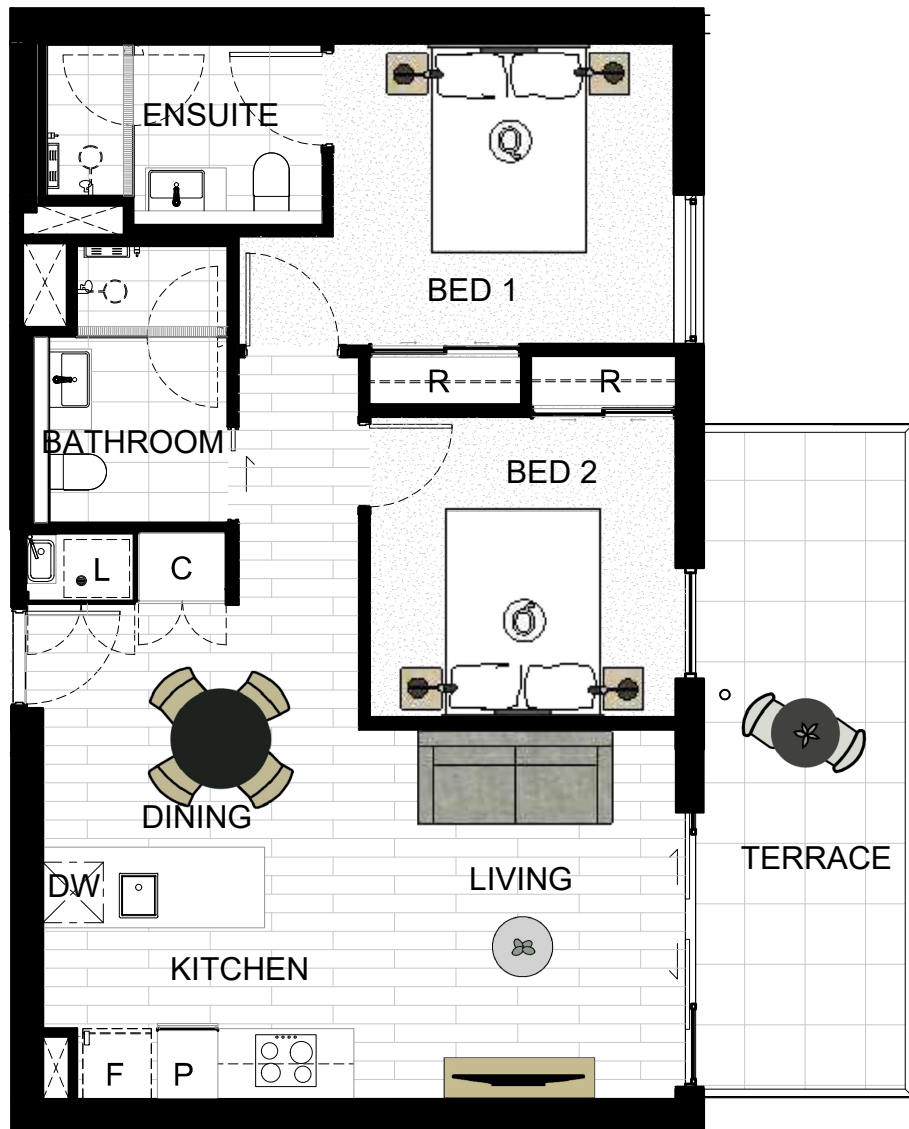 ENSUITE
Q
BED 1
R
R
BATHROOM
BED 2
L
C
Q
DINING
TERRACE
DW
LIVING
KITCHEN
F
P